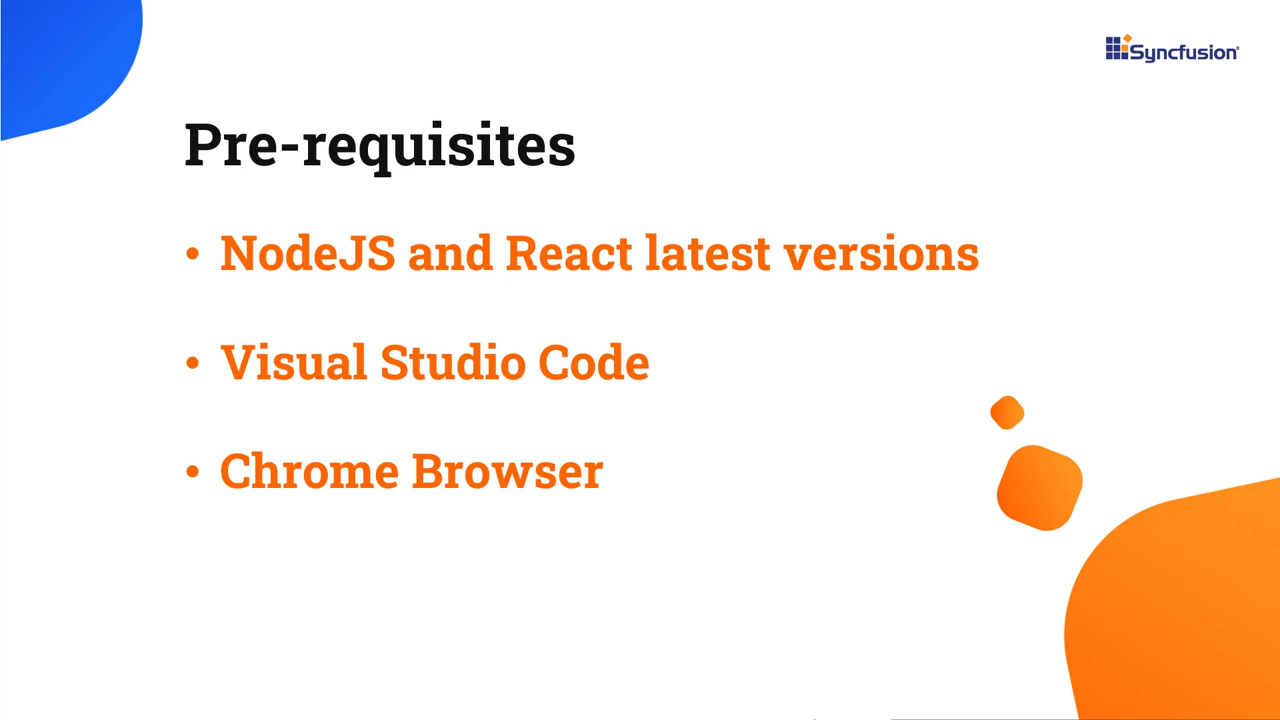 Syncfusion
Pre-requisites
• NodeJS and React latest versions
• Visual Studio Code
• Chrome Browser